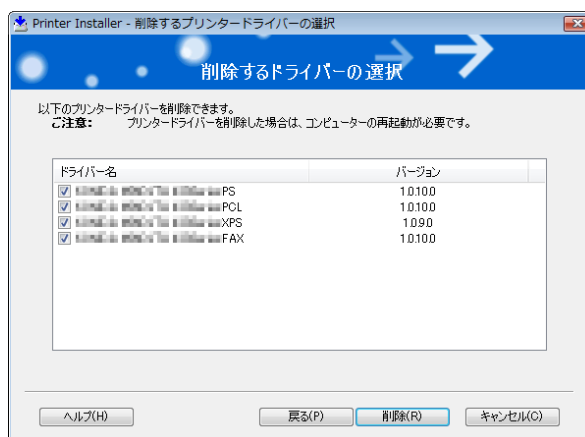 Printer Installer - 削除するプリンタードライバーの選択
削除するドライバーの選択
以下のプリンタードライバーを削除できます。
ご注意: プリンタードライバーを削除した場合は、コンピューターの再起動が必要です。
ドライバー名 バージョン
PS 1.0.10.0
PCL 1.0.10.0
XPS 1.0.9.0
FAX 1.0.10.0
ヘルプ(H) 戻る(P) 削除(R) キャンセル(C)